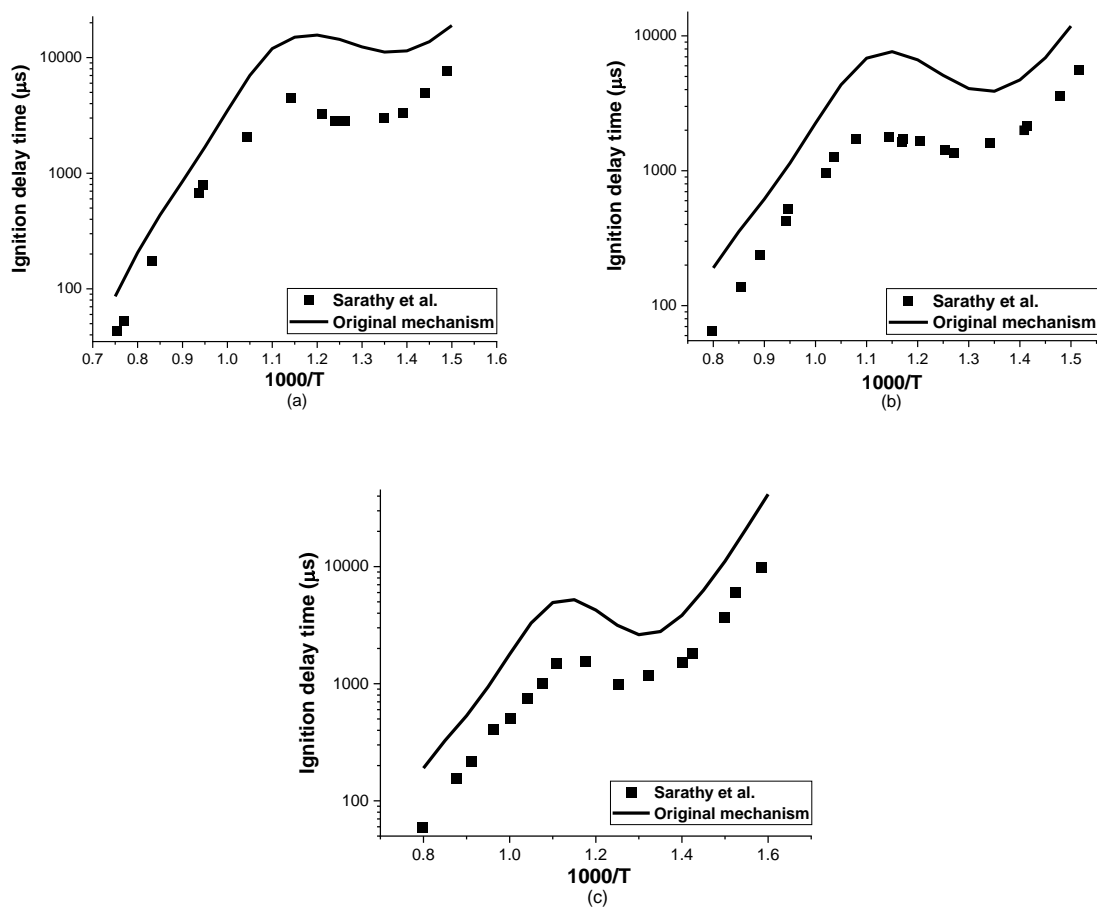 Ignition delay time (μs)
10000
1000
100
0.7 0.8 0.9 1.0 1.1 1.2 1.3 1.4 1.5 1.6
1000/T
Sarathy et al.
Original mechanism
(a)
Ignition delay time (μs)
10000
1000
100
0.8 0.9 1.0 1.1 1.2 1.3 1.4 1.5
1000/T
Sarathy et al.
Original mechanism
(b)
Ignition delay time (μs)
10000
1000
100
0.8 1.0 1.2 1.4 1.6
1000/T
Sarathy et al.
Original mechanism
(c)